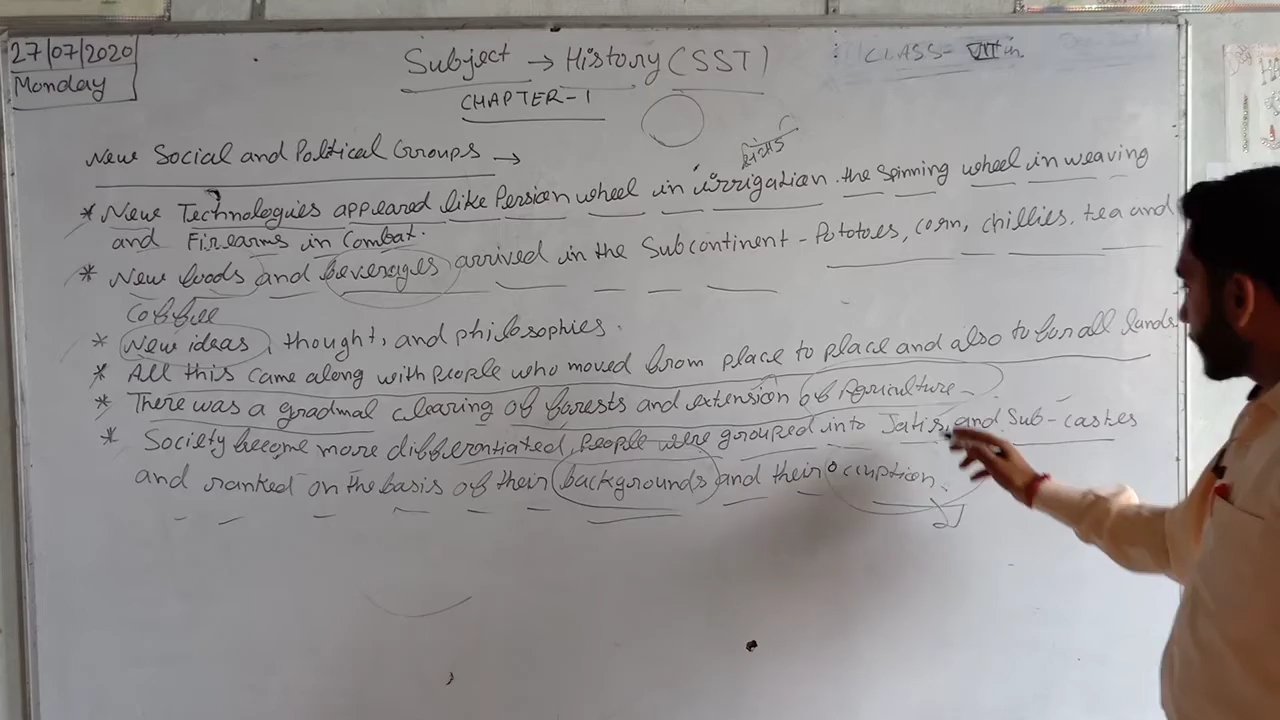 27/07/2020
Monday
Subject → History (SST)
CLASS - VIIth
CHAPTER-1
New Social and Political Groups →
* New Technologies appeared like Persian wheel in irrigation. the Spinning wheel in weaving
and Firearms in Combat.
* New foods and beverages arrived in the Subcontinent - Pototoes, corn, chillies, tea and
Coffee
* New ideas, thought, and philosophies.
* All this came along with people who moved from place to place and also to for all lands
* There was a gradmal clearing of forests and extension of Agriculture -
* Society become more differentiated, People were grouped into Jatis, and Sub-castes
and ranked on the basis of their backgrounds and their